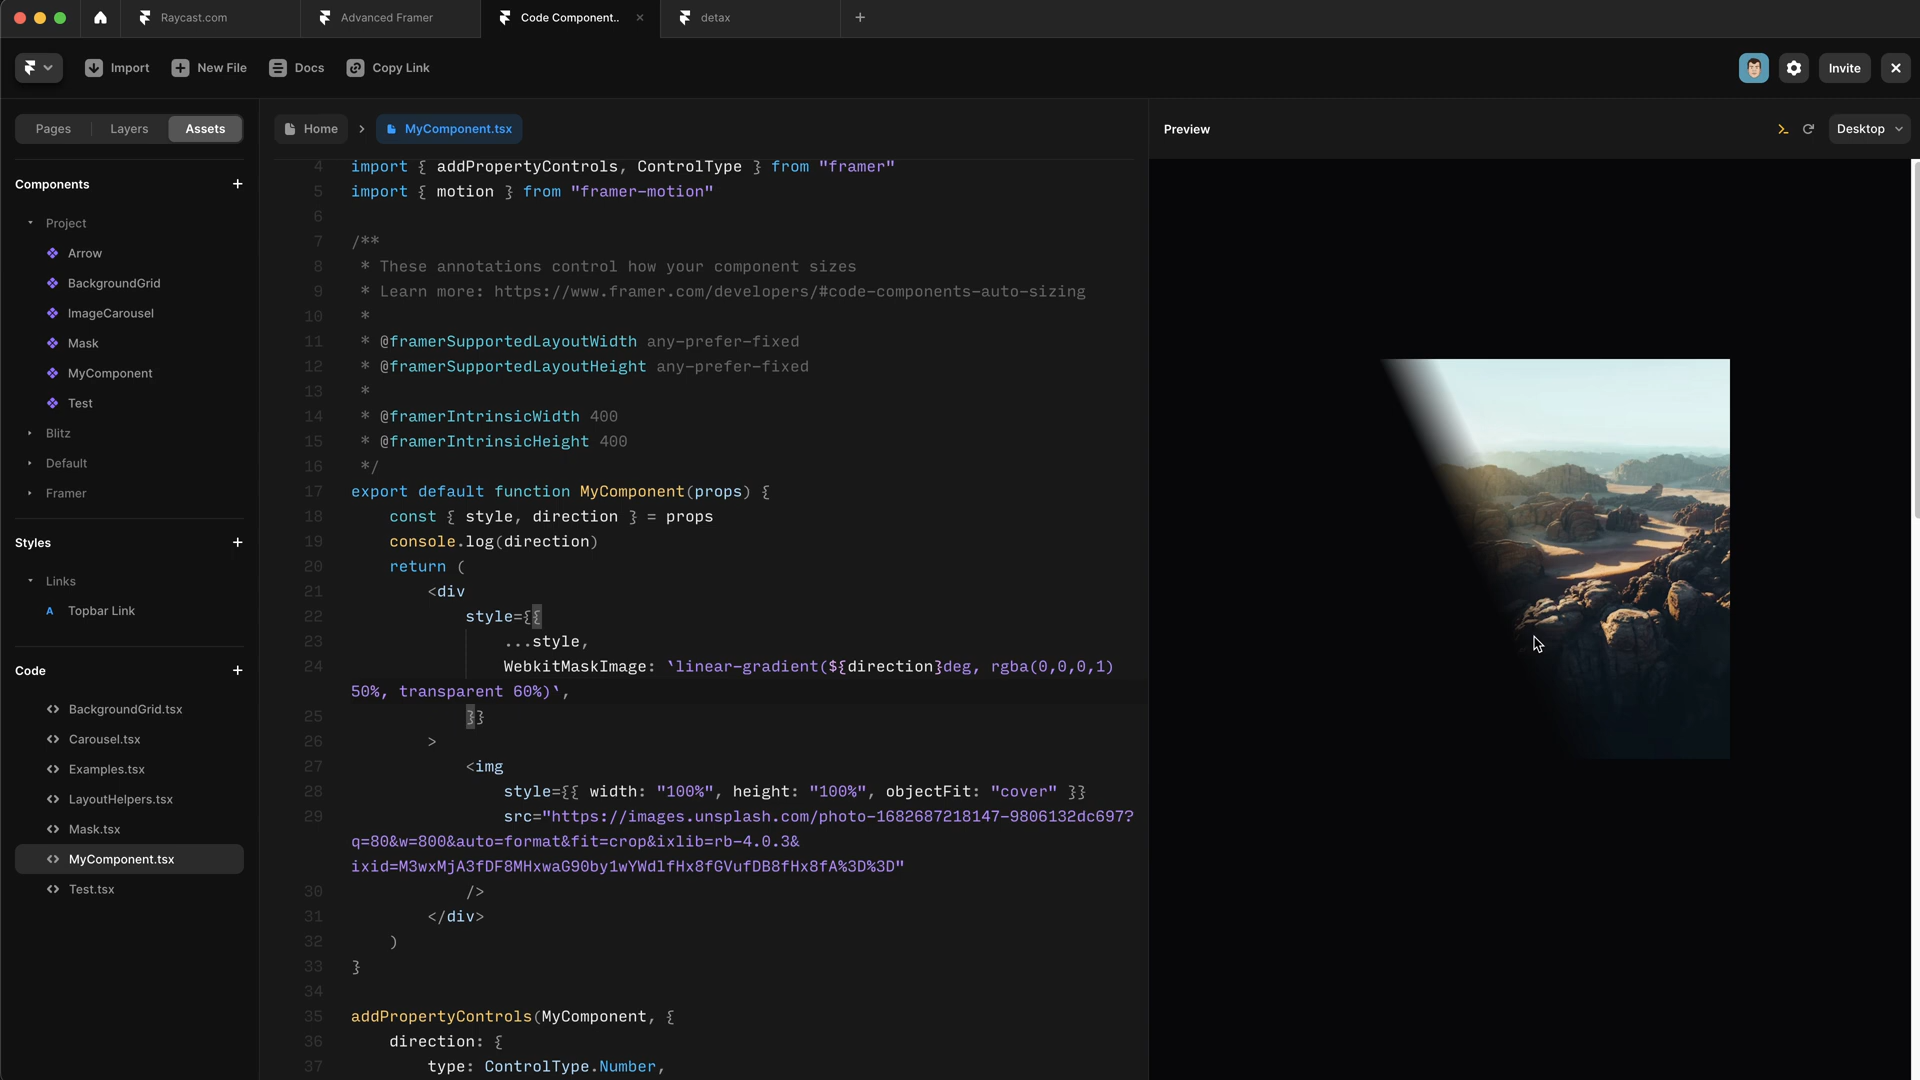 Raycast.com
Advanced Framer
Code Component..
detax
Import
New File
Docs
Copy Link
Invite
Pages
Layers
Assets
Home
MyComponent.tsx
Preview
Desktop
Components
Project
Arrow
BackgroundGrid
ImageCarousel
Mask
MyComponent
Test
Blitz
Default
Framer
Styles
Links
A Topbar Link
Code
BackgroundGrid.tsx
Carousel.tsx
Examples.tsx
LayoutHelpers.tsx
Mask.tsx
MyComponent.tsx
Test.tsx
4 import { addPropertyControls, ControlType } from "framer"
5 import { motion } from "framer-motion"
6
7 /**
8 * These annotations control how your component sizes
9 * Learn more: https://www.framer.com/developers/#code-components-auto-sizing
10 *
11 * @framerSupportedLayoutWidth any-prefer-fixed
12 * @framerSupportedLayoutHeight any-prefer-fixed
13 *
14 * @framerIntrinsicWidth 400
15 * @framerIntrinsicHeight 400
16 */
17 export default function MyComponent(props) {
18 const { style, direction } = props
19 console.log(direction)
20 return (
21 <div
22 style={{
23 ...style,
24 WebkitMaskImage: `linear-gradient(${direction}deg, rgba(0,0,0,1)
50%, transparent 60%)`,
25 }}
26 >
27 <img
28 style={{ width: "100%", height: "100%", objectFit: "cover" }}
29 src="https://images.unsplash.com/photo-1682687218147-9806132dc697?
q=80&w=800&auto=format&fit=crop&ixlib=rb-4.0.3&
ixid=M3wxMjA3fDF8MHxwaG90by1wYWdlfHx8fGVufDB8fHx8fA%3D%3D"
30 />
31 </div>
32 )
33 }
34
35 addPropertyControls(MyComponent, {
36 direction: {
37 type: ControlType.Number,